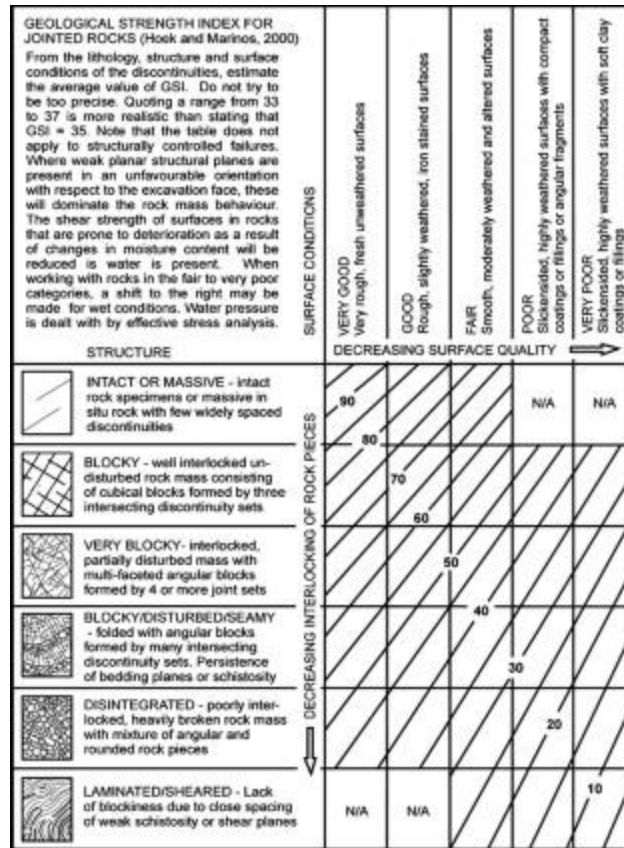 GEOLOGICAL STRENGTH INDEX FOR
JOINTED ROCKS (Hoek and Marinos, 2000)
From the lithology, structure and surface
conditions of the discontinuities, estimate
the average value of GSI. Do not try to
be too precise. Quoting a range from 33
to 37 is more realistic than stating that
GSI = 35. Note that the table does not
apply to structurally controlled failures.
Where weak planar structural planes are
present in an unfavourable orientation
with respect to the excavation face, these
will dominate the rock mass behaviour.
The shear strength of surfaces in rocks
that are prone to deterioration as a result
of changes in moisture content will be
reduced is water is present. When
working with rocks in the fair to very poor
categories, a shift to the right may be
made for wet conditions. Water pressure
is dealt with by effective stress analysis.
STRUCTURE
SURFACE CONDITIONS
VERY GOOD
Very rough, fresh unweathered surfaces
GOOD
Rough, slightly weathered, iron stained surfaces
FAIR
Smooth, moderately weathered and altered surfaces
POOR
Slickensided, highly weathered surfaces with compact
coatings or fillings or angular fragments
VERY POOR
Slickensided, highly weathered surfaces with soft clay
coatings or fillings
DECREASING SURFACE QUALITY
DECREASING INTERLOCKING OF ROCK PIECES
INTACT OR MASSIVE - intact
rock specimens or massive in
situ rock with few widely spaced
discontinuities
90
80
N/A
N/A
BLOCKY - well interlocked un-
disturbed rock mass consisting
of cubical blocks formed by three
intersecting discontinuity sets
70
60
VERY BLOCKY- interlocked,
partially disturbed mass with
multi-faceted angular blocks
formed by 4 or more joint sets
50
BLOCKY/DISTURBED/SEAMY
- folded with angular blocks
formed by many intersecting
discontinuity sets. Persistence
of bedding planes or schistosity
40
30
DISINTEGRATED - poorly inter-
locked, heavily broken rock mass
with mixture of angular and
rounded rock pieces
20
LAMINATED/SHEARED - Lack
of blockiness due to close spacing
of weak schistosity or shear planes
N/A
N/A
10